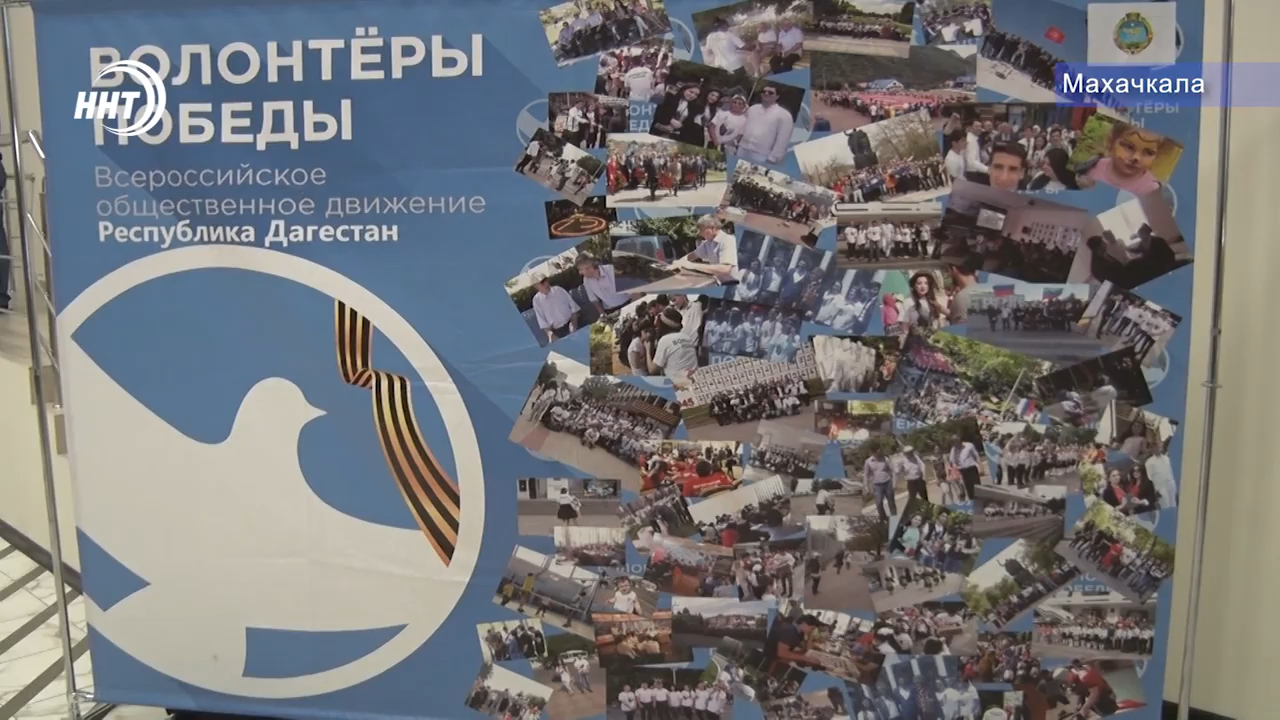 ВОЛОНТЁРЫ
ПОБЕДЫ
ННТ
Всероссийское
общественное движение
Республика Дагестан
Махачкала